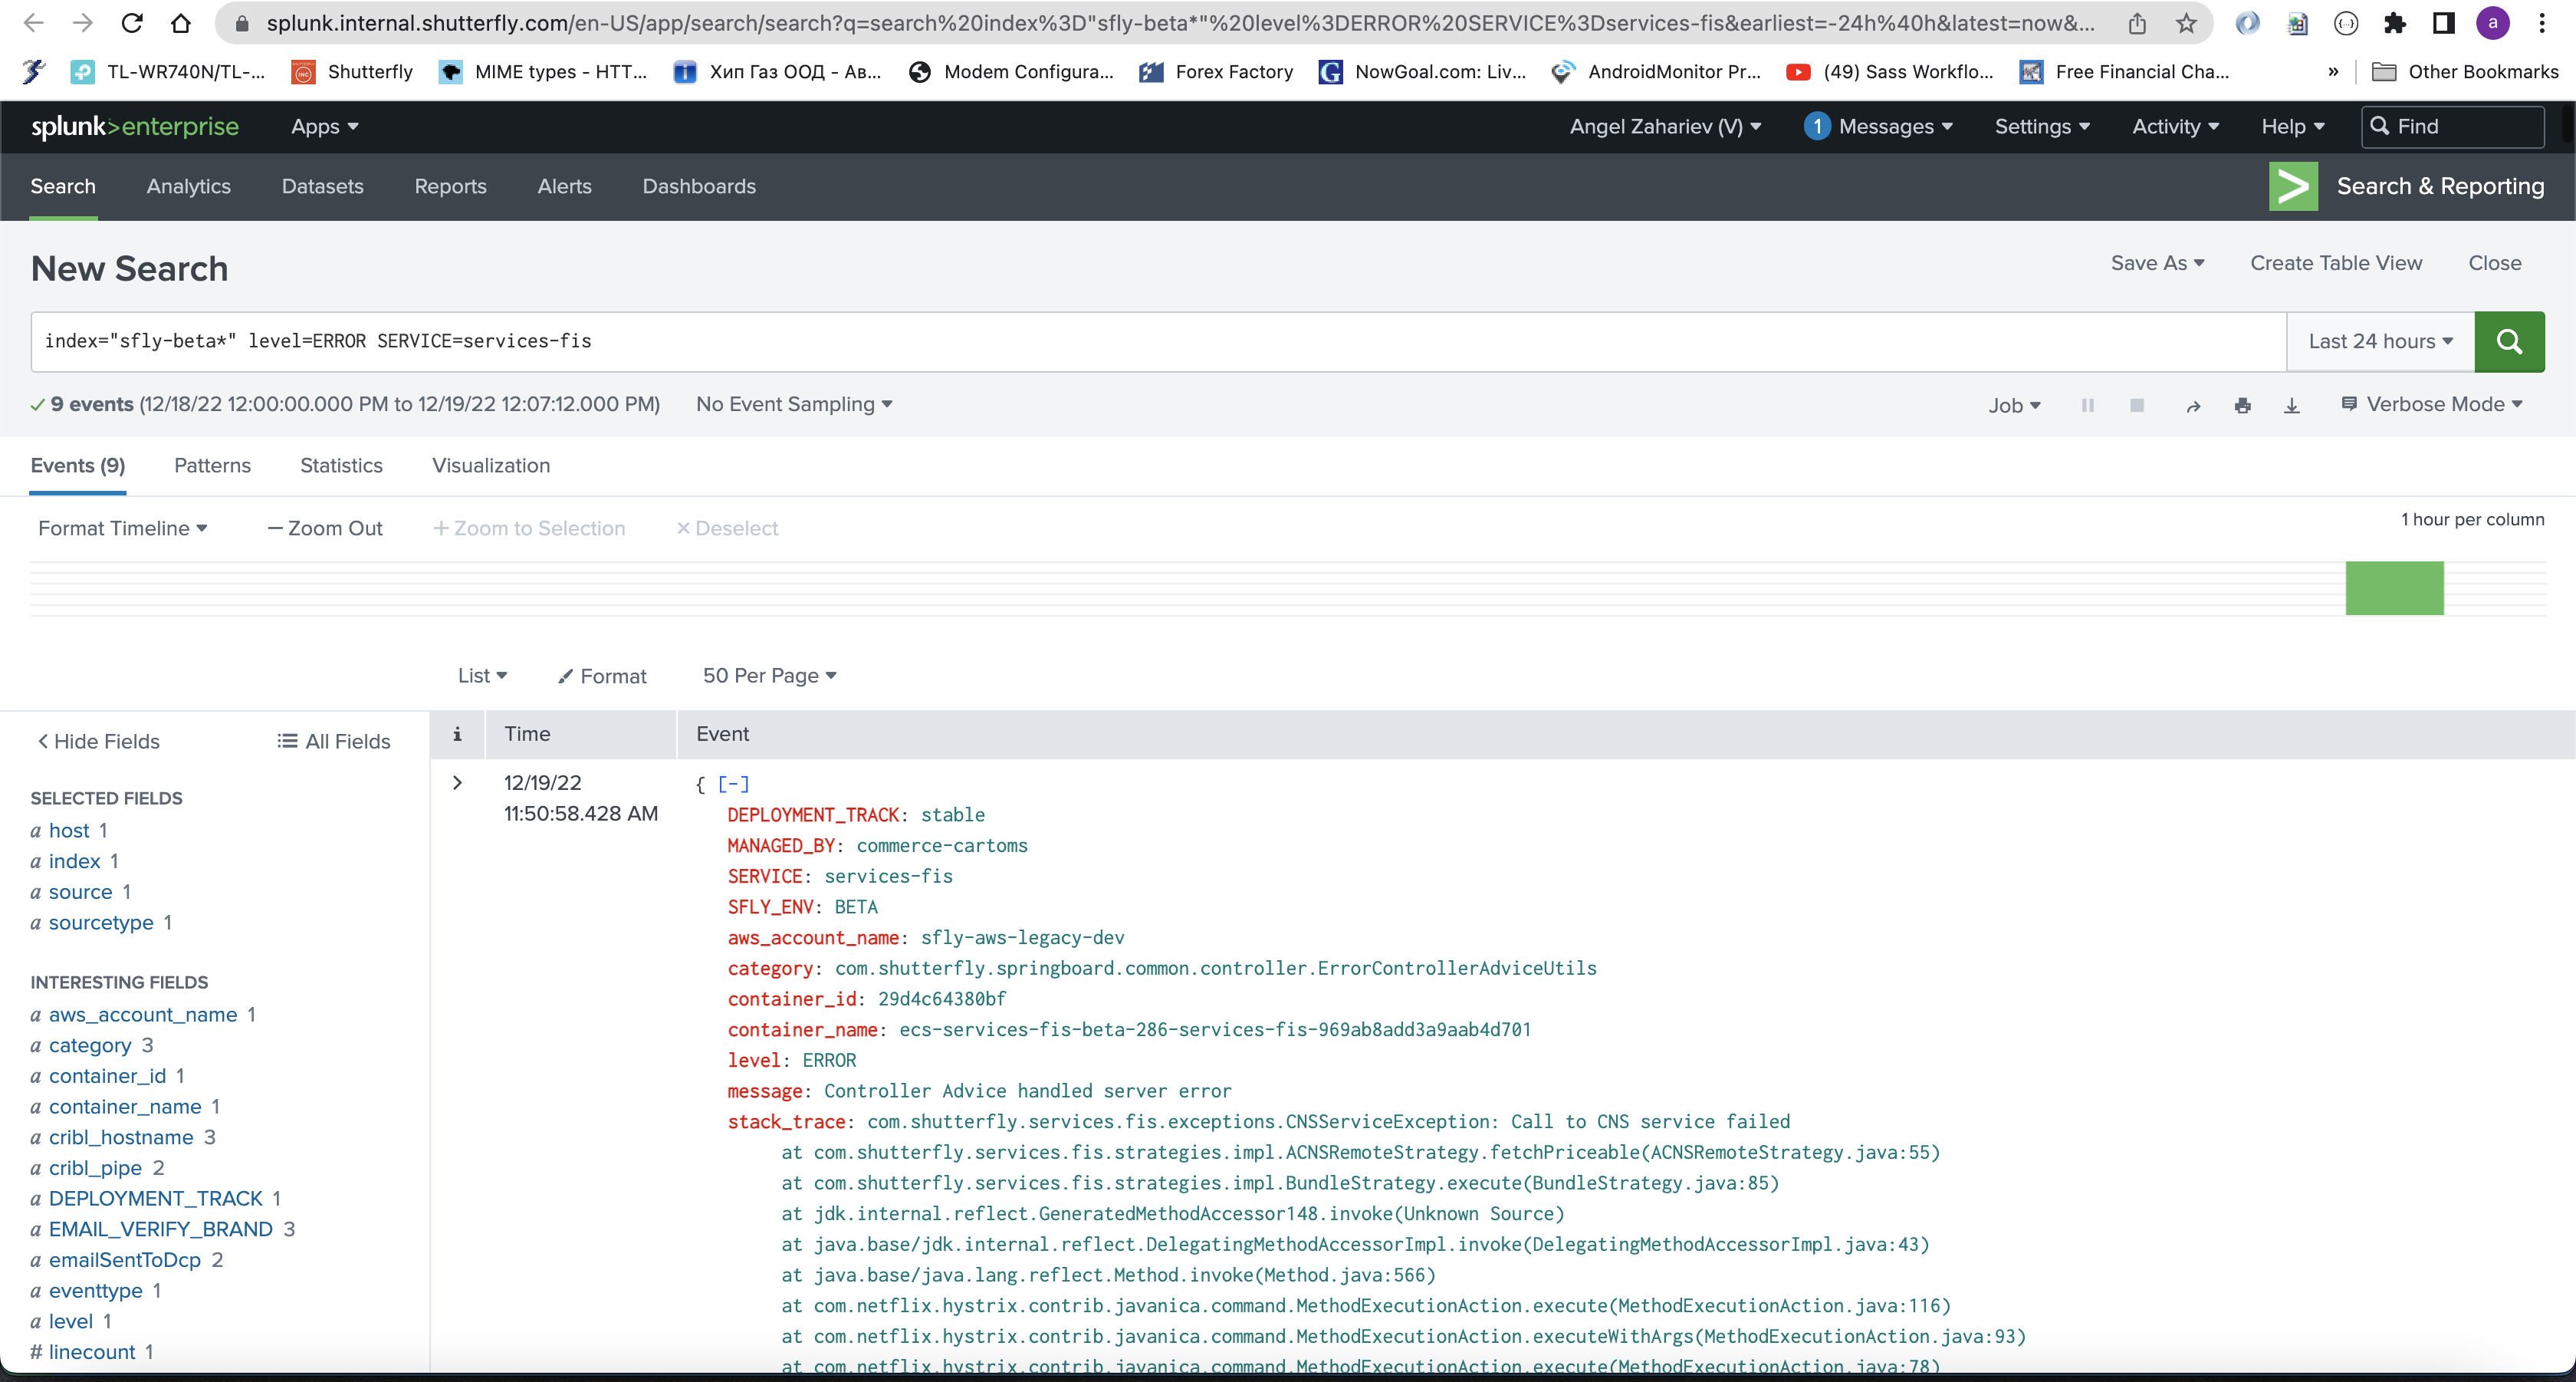 splunk.internal.shutterfly.com/en-US/app/search/search?q=search%20index%3D"sfly-beta*"%20level%3DERROR%20SERVICE%3Dservices-fis&earliest=-24h%40h&latest=now&...
a
TL-WR740N/TL-...
Shutterfly
MIME types - HTT...
Хип Газ ООД - Ав...
Modem Configura...
Forex Factory
NowGoal.com: Liv...
AndroidMonitor Pr...
(49) Sass Workflo...
Free Financial Cha...
»
Other Bookmarks
splunk>enterprise
Apps
Angel Zahariev (V)
1 Messages
Settings
Activity
Help
Find
Search
Analytics
Datasets
Reports
Alerts
Dashboards
Search & Reporting
New Search
Save As
Create Table View
Close
index="sfly-beta*" level=ERROR SERVICE=services-fis
Last 24 hours
9 events (12/18/22 12:00:00.000 PM to 12/19/22 12:07:12.000 PM)
No Event Sampling
Job
Verbose Mode
Events (9)
Patterns
Statistics
Visualization
Format Timeline
— Zoom Out
+ Zoom to Selection
× Deselect
1 hour per column
List
Format
50 Per Page
< Hide Fields
All Fields
i
Time
Event
SELECTED FIELDS
a host 1
a index 1
a source 1
a sourcetype 1
INTERESTING FIELDS
a aws_account_name 1
a category 3
a container_id 1
a container_name 1
a cribl_hostname 3
a cribl_pipe 2
a DEPLOYMENT_TRACK 1
a EMAIL_VERIFY_BRAND 3
a emailSentToDcp 2
a eventtype 1
a level 1
# linecount 1
>
12/19/22
11:50:58.428 AM
{ [-]
DEPLOYMENT_TRACK: stable
MANAGED_BY: commerce-cartoms
SERVICE: services-fis
SFLY_ENV: BETA
aws_account_name: sfly-aws-legacy-dev
category: com.shutterfly.springboard.common.controller.ErrorControllerAdviceUtils
container_id: 29d4c64380bf
container_name: ecs-services-fis-beta-286-services-fis-969ab8add3a9aab4d701
level: ERROR
message: Controller Advice handled server error
stack_trace: com.shutterfly.services.fis.exceptions.CNSServiceException: Call to CNS service failed
at com.shutterfly.services.fis.strategies.impl.ACNSRemoteStrategy.fetchPriceable(ACNSRemoteStrategy.java:55)
at com.shutterfly.services.fis.strategies.impl.BundleStrategy.execute(BundleStrategy.java:85)
at jdk.internal.reflect.GeneratedMethodAccessor148.invoke(Unknown Source)
at java.base/jdk.internal.reflect.DelegatingMethodAccessorImpl.invoke(DelegatingMethodAccessorImpl.java:43)
at java.base/java.lang.reflect.Method.invoke(Method.java:566)
at com.netflix.hystrix.contrib.javanica.command.MethodExecutionAction.execute(MethodExecutionAction.java:116)
at com.netflix.hystrix.contrib.javanica.command.MethodExecutionAction.executeWithArgs(MethodExecutionAction.java:93)
at com.netflix.hystrix.contrib.javanica.command.MethodExecutionAction.execute(MethodExecutionAction.java:78)